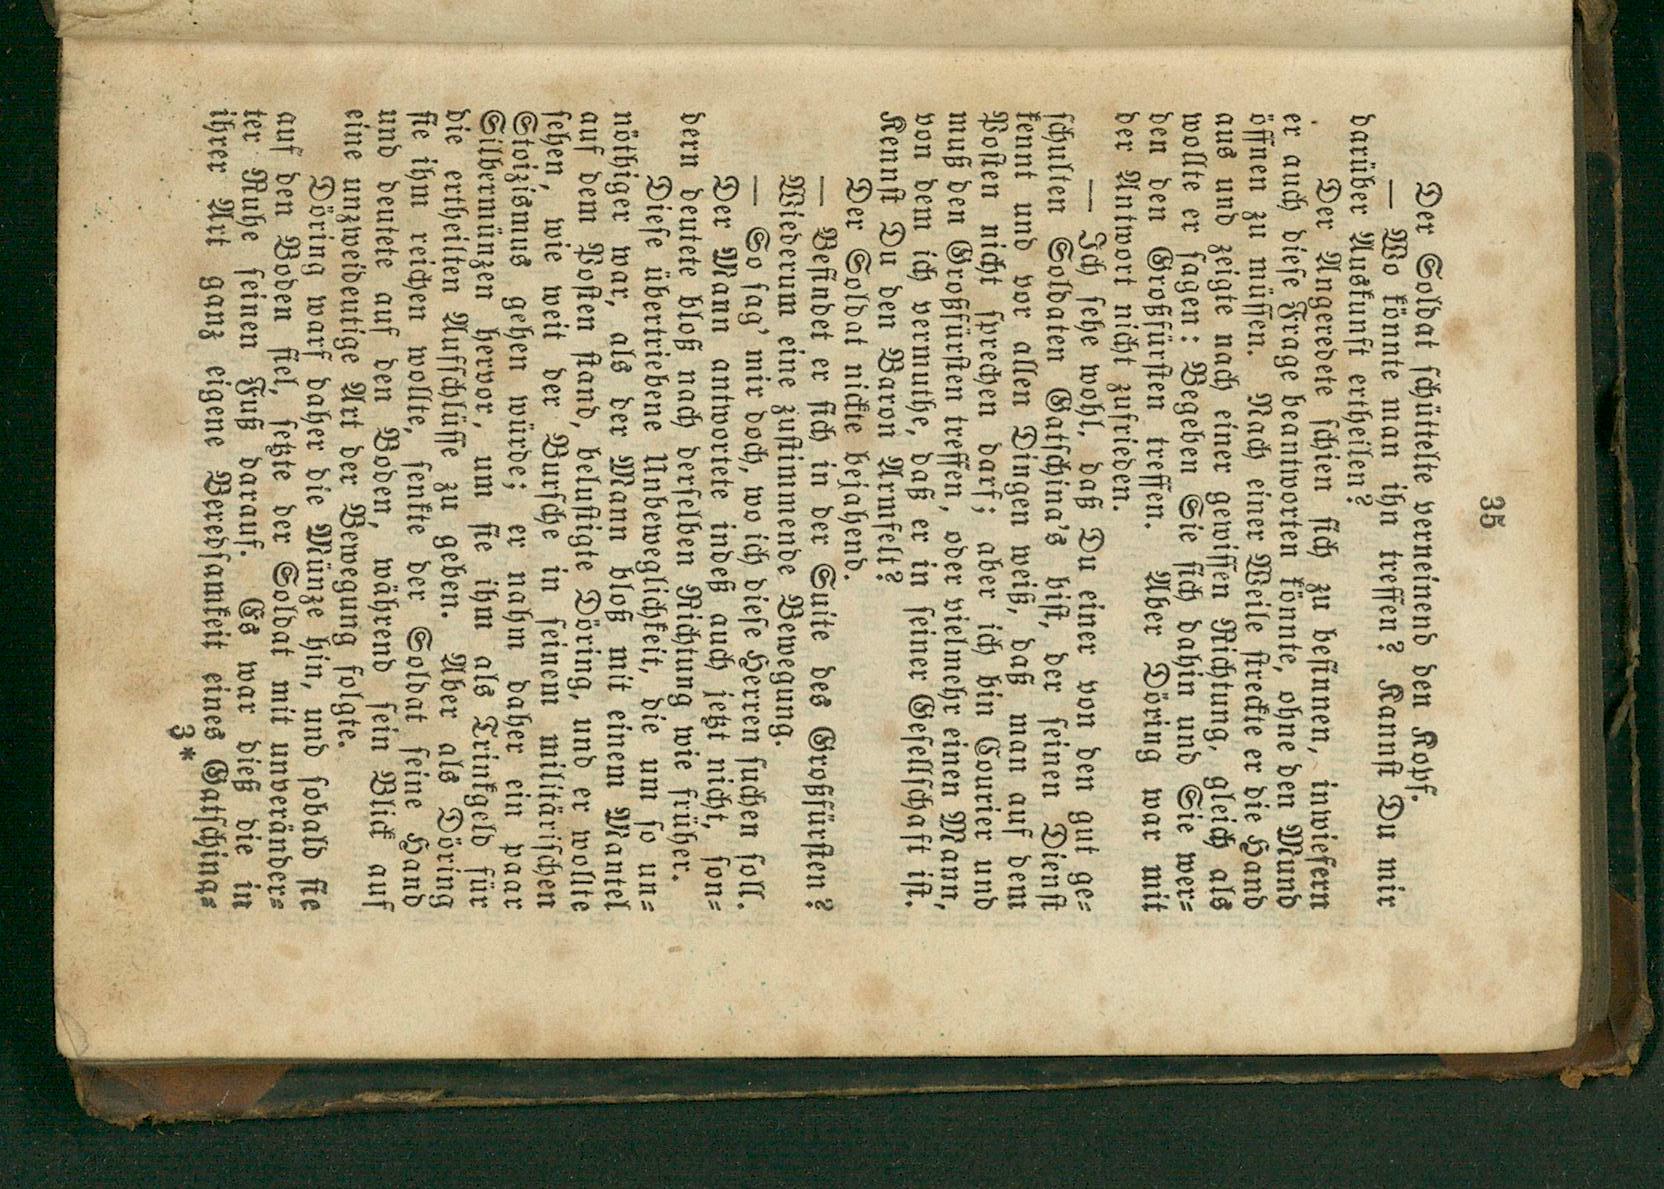 35
Der Soldat schüttelte verneinend den Kopf.
— Wo könnte man ihn treffen? Kannst Du mir
darüber Auskunft ertheilen?
Der Angeredete schien sich zu besinnen, inwiefern
er auch diese Frage beantworten könnte, ohne den Mund
öffnen zu müssen. Nach einer Weile streckte er die Hand
aus und zeigte nach einer gewissen Richtung, gleich als
wollte er sagen: Begeben Sie sich dahin und Sie wer=
den den Großfürsten treffen. Aber Döring war mit
der Antwort nicht zufrieden.
— Ich sehe wohl, daß Du einer von den gut ge=
schulten Soldaten Gatschina's bist, der seinen Dienst
kennt und vor allen Dingen weiß, daß man auf dem
Posten nicht sprechen darf; aber ich bin Courier und
muß den Großfürsten treffen, oder vielmehr einen Mann,
von dem ich vermuthe, daß er in seiner Gesellschaft ist.
Kennst Du den Baron Armfelt?
Der Soldat nickte bejahend.
— Befindet er sich in der Suite des Großfürsten?
Wiederum eine zustimmende Bewegung.
— So sag' mir doch, wo ich diese Herren suchen soll.
Der Mann antwortete indeß auch jetzt nicht, son=
dern deutete bloß nach derselben Richtung wie früher.
Diese übertriebene Unbeweglichkeit, die um so un=
nöthiger war, als der Mann bloß mit einem Mantel
auf dem Posten stand, belustigte Döring, und er wollte
sehen, wie weit der Bursche in seinem militärischen
Stoizismus gehen würde; er nahm daher ein paar
Silbermünzen hervor, um sie ihm als Trinkgeld für
die ertheilten Aufschlüsse zu geben. Aber als Döring
sie ihm reichen wollte, senkte der Soldat seine Hand
und deutete auf den Boden, während sein Blick auf
eine unzweideutige Art der Bewegung folgte.
Döring warf daher die Münze hin, und sobald sie
auf den Boden fiel, setzte der Soldat mit unveränder=
ter Ruhe seinen Fuß darauf. Es war dieß die in
ihrer Art ganz eigene Beredsamkeit eines Gatschina=
3*